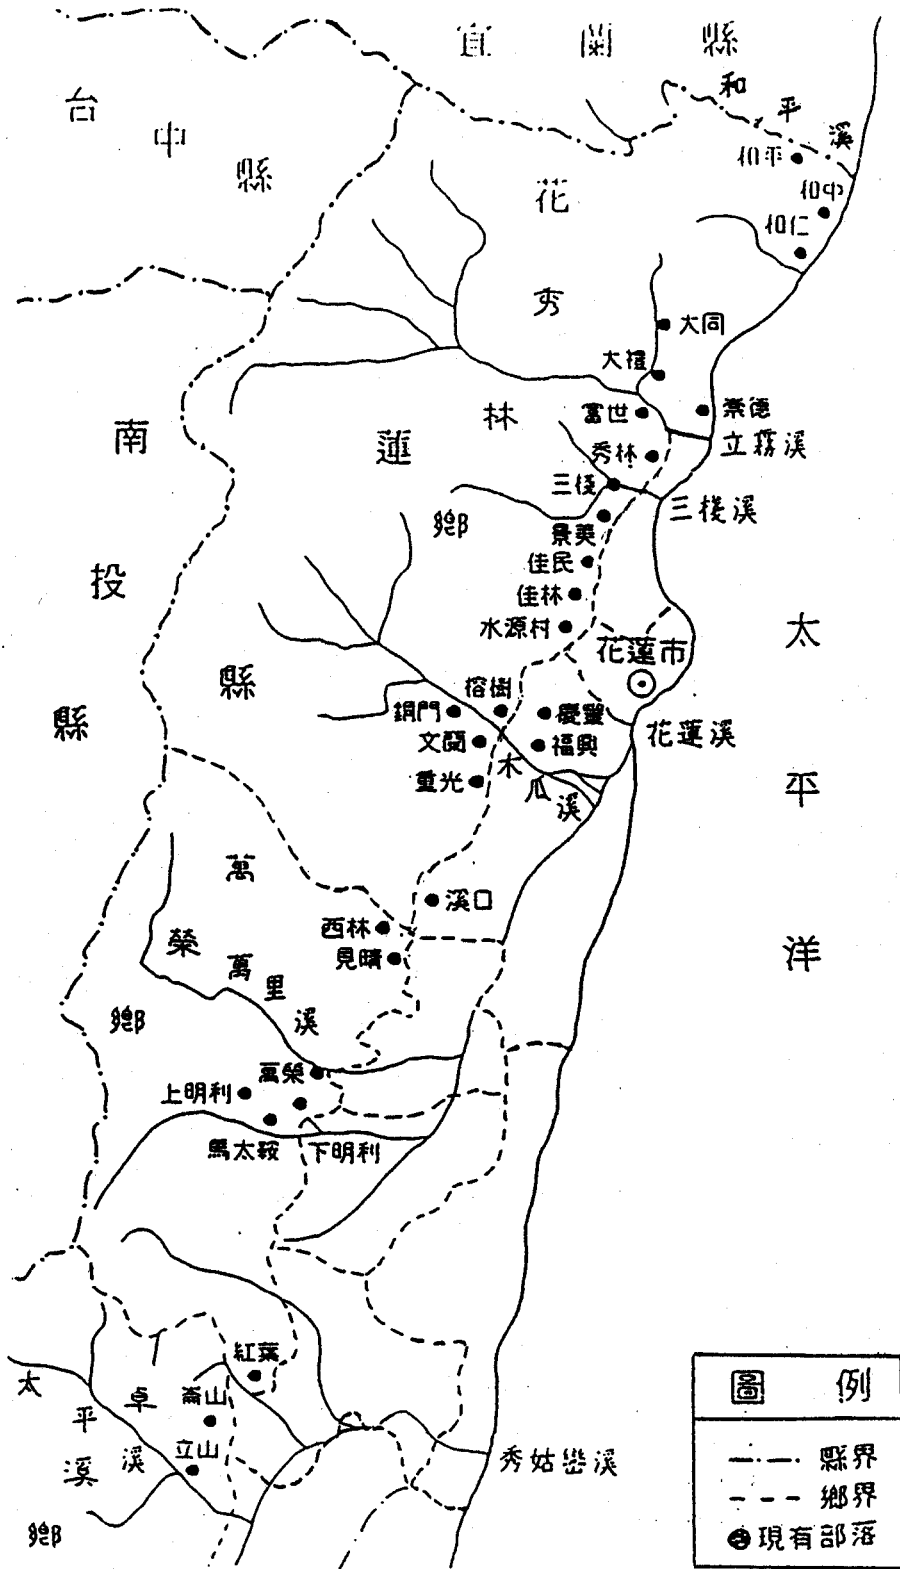 宜蘭縣
台中縣
和平溪
和平
和中
和仁
花蓮縣
秀林鄉
大同
大禮
富世
崇德
立霧溪
秀林
三棧
三棧溪
景美
佳民
佳林
水源村
花蓮市
太平洋
南投縣
榕樹
銅門
慶豐
文蘭
福興
花蓮溪
重光
木瓜溪
溪口
西林
見晴
萬榮鄉
萬里溪
萬榮
上明利
馬太鞍
下明利
紅葉
崙山
立山
太平溪
卓溪鄉
秀姑巒溪
圖例
縣界
鄉界
現有部落